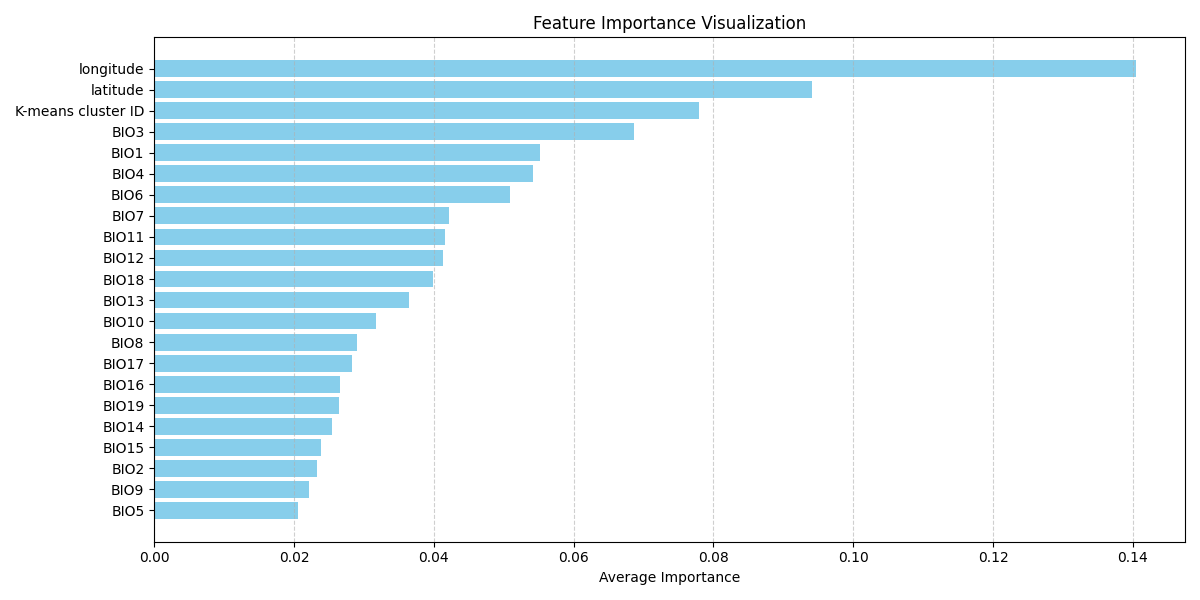 Feature Importance Visualization
longitude
latitude
K-means cluster ID
BIO3
BIO1
BIO4
BIO6
BIO7
BIO11
BIO12
BIO18
BIO13
BIO10
BIO8
BIO17
BIO16
BIO19
BIO14
BIO15
BIO2
BIO9
BIO5
0.00 0.02 0.04 0.06 0.08 0.10 0.12 0.14
Average Importance